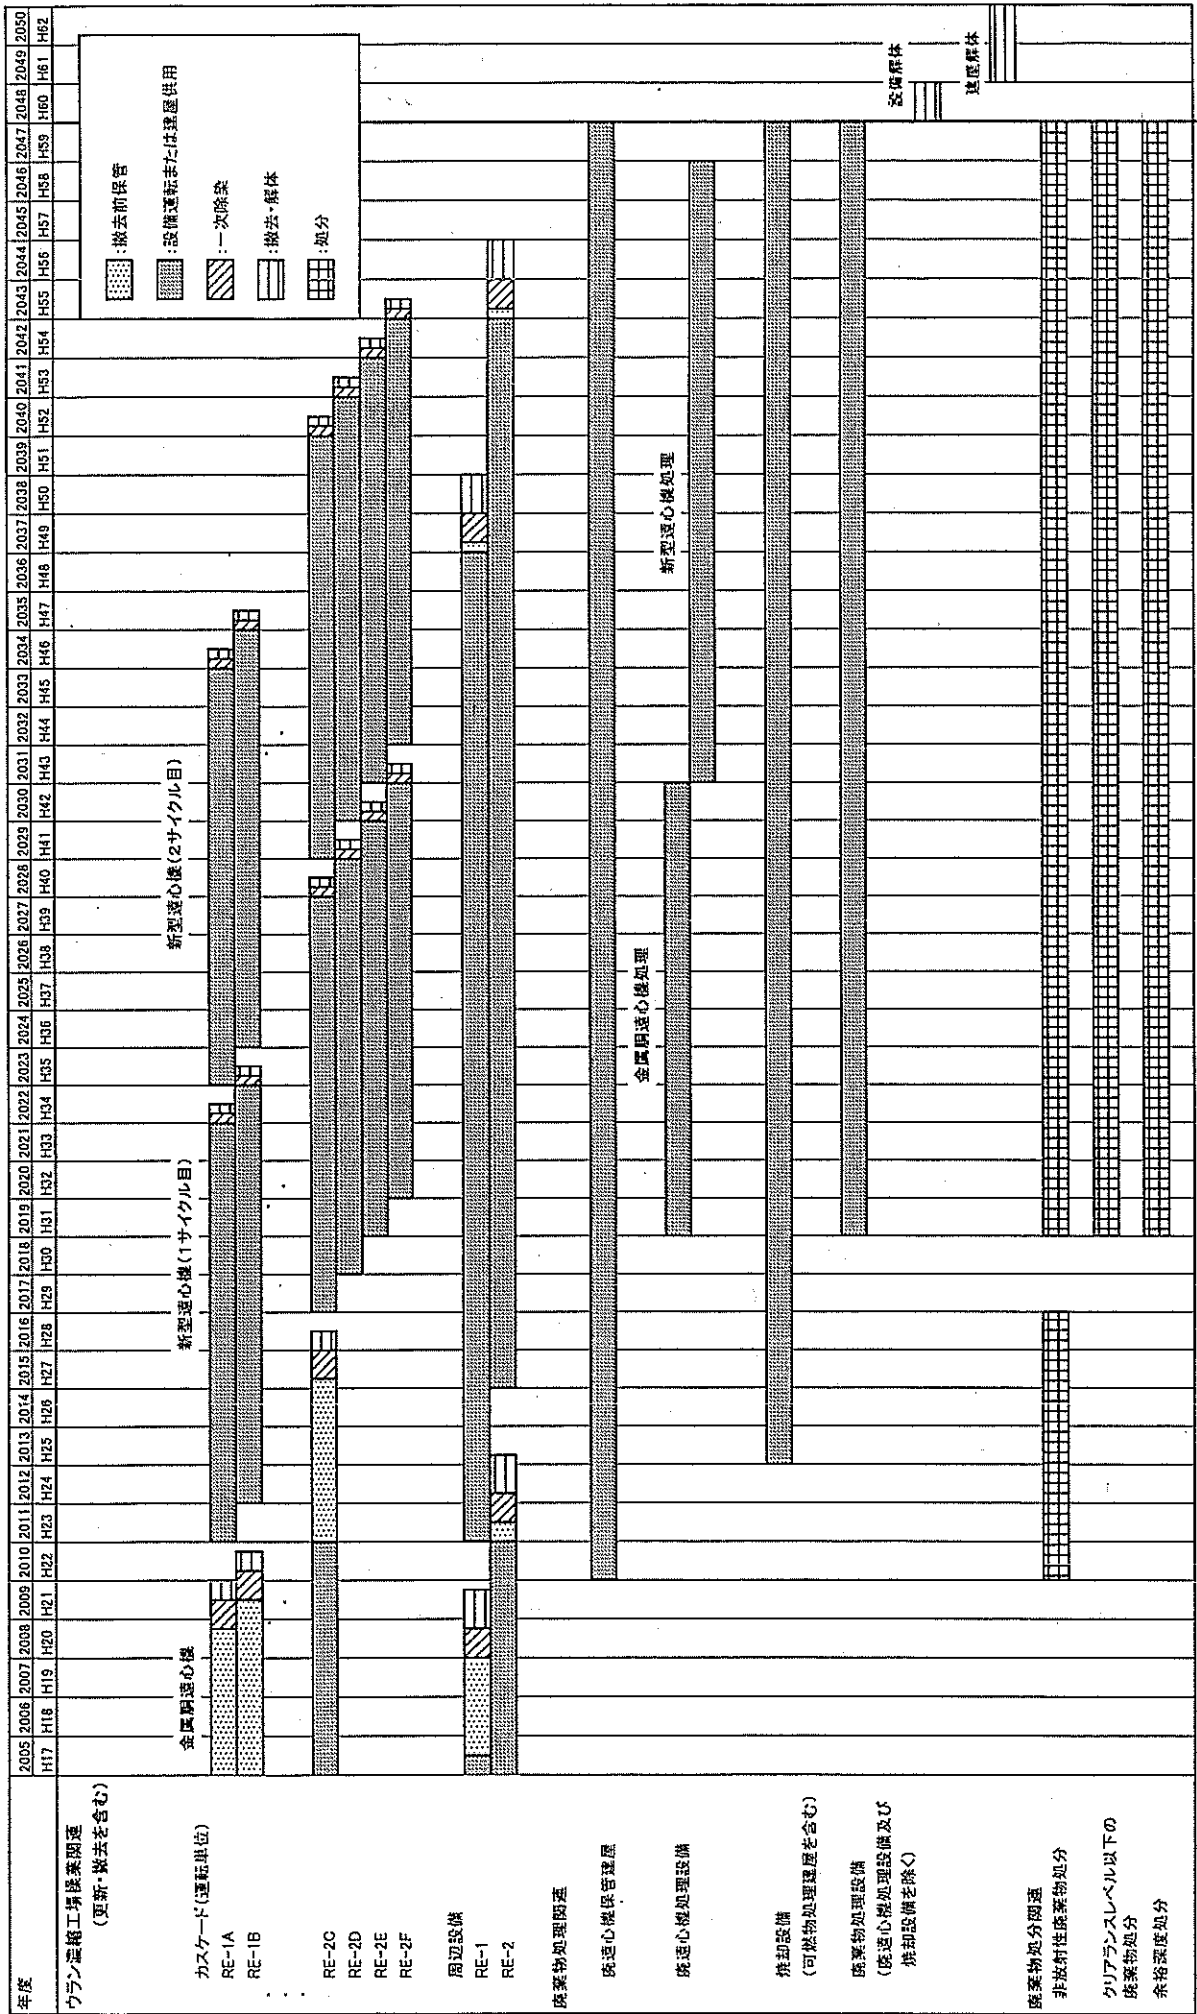 年度
2005 2006 2007 2008 2009 2010 2011 2012 2013 2014 2015 2016 2017 2018 2019 2020 2021 2022 2023 2024 2025 2026 2027 2028 2029 2030 2031 2032 2033 2034 2035 2036 2037 2038 2039 2040 2041 2042 2043 2044 2045 2046 2047 2048 2049 2050
H17 H18 H19 H20 H21 H22 H23 H24 H25 H26 H27 H28 H29 H30 H31 H32 H33 H34 H35 H36 H37 H38 H39 H40 H41 H42 H43 H44 H45 H46 H47 H48 H49 H50 H51 H52 H53 H54 H55 H56 H57 H58 H59 H60 H61 H62
ウラン濃縮工場操業関連
(更新・撤去を含む)
:撤去前保管
:設備運転または建屋供用
:一次除染
:撤去・解体
:処分
金属胴遠心機
新型遠心機(1サイクル目)
新型遠心機(2サイクル目)
カスケード(運転単位)
RE-1A
RE-1B
RE-2C
RE-2D
RE-2E
RE-2F
周辺設備
RE-1
RE-2
廃棄物処理関連
廃遠心機保管建屋
金属胴遠心機処理
新型遠心機処理
廃遠心機処理設備
焼却設備
(可燃物処理建屋を含む)
廃棄物処理設備
(廃遠心機処理設備及び
焼却設備を除く)
設備解体
建屋解体
廃棄物処分関連
非放射性廃棄物処分
クリアランスレベル以下の
廃棄物処分
余裕深度処分